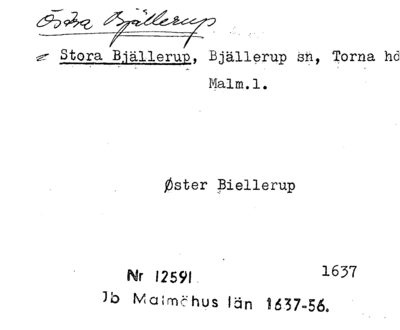 Östra Bjällerup
Stora Bjällerup, Bjällerup sn, Torna hd
Malm.l.
Øster Biellerup
1637
Nr 12591
Jb Malmöhus län 1637-56.